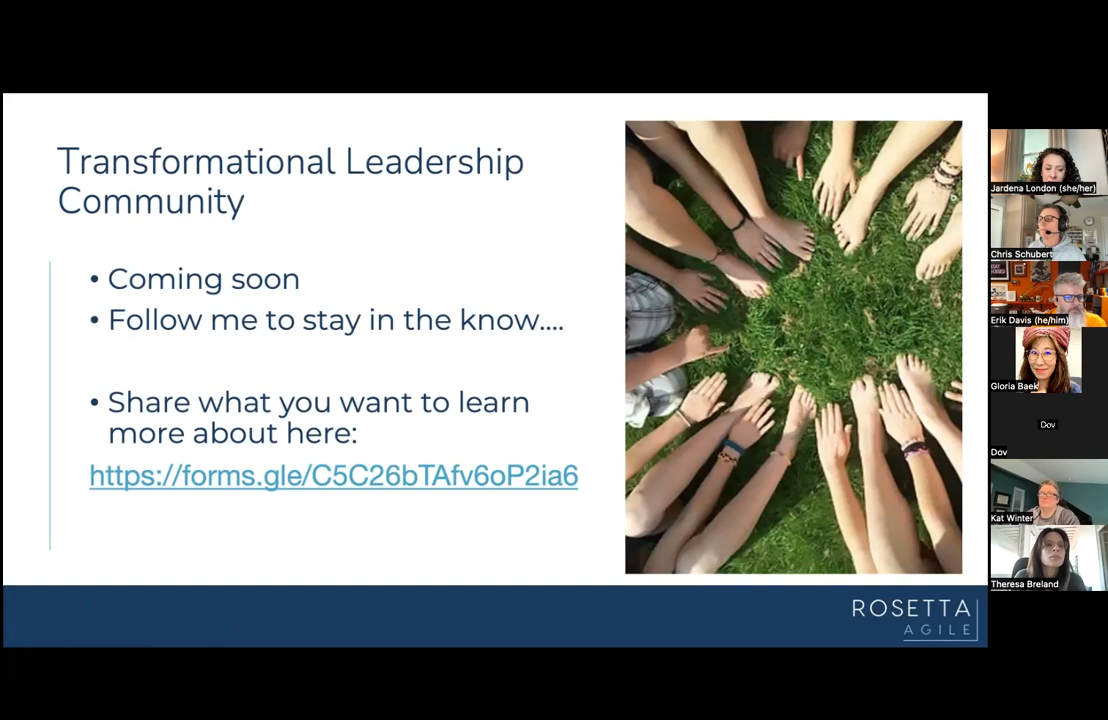 Transformational Leadership
Community
• Coming soon
• Follow me to stay in the know....
• Share what you want to learn
more about here:
https://forms.gle/C5C26bTAfv6oP2ia6
ROSETTA
AGILE
Jardena London (she/her)
Chris Schubert
Erik Davis (he/him)
Gloria Baek
Dov
Dov
Kat Winter
Theresa Breland